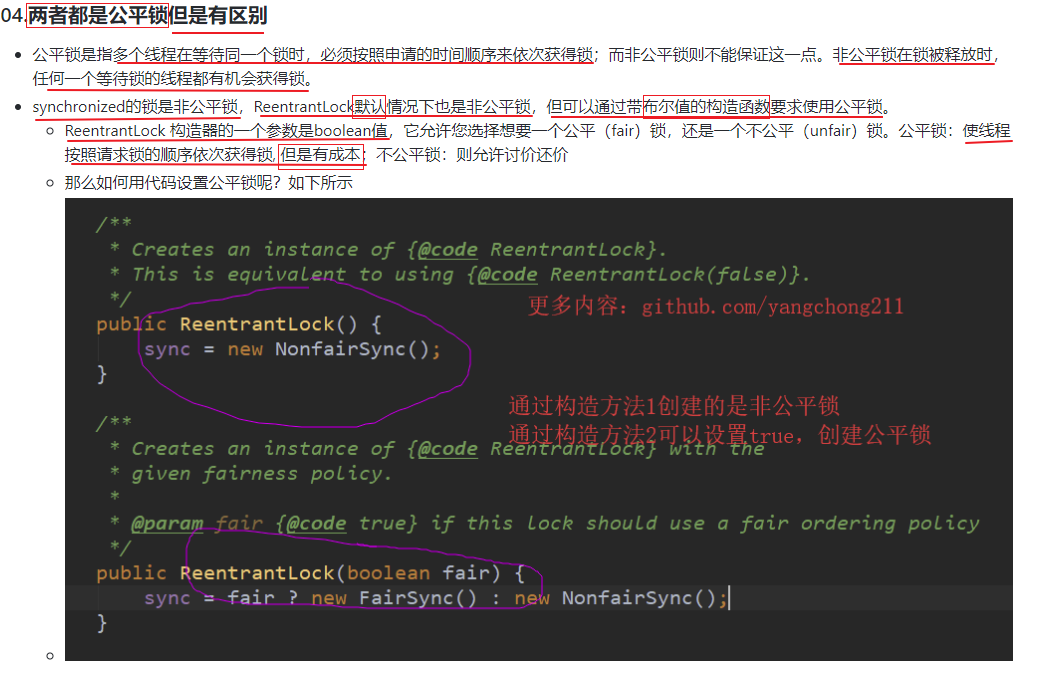 04.两者都是公平锁但是有区别
公平锁是指多个线程在等待同一个锁时，必须按照申请的时间顺序来依次获得锁；而非公平锁则不能保证这一点。非公平锁在锁被释放时，
任何一个等待锁的线程都有机会获得锁。
synchronized的锁是非公平锁，ReentrantLock默认情况下也是非公平锁，但可以通过带布尔值的构造函数要求使用公平锁。
ReentrantLock 构造器的一个参数是boolean值，它允许您选择想要一个公平（fair）锁，还是一个不公平（unfair）锁。公平锁：使线程
按照请求锁的顺序依次获得锁, 但是有成本；不公平锁：则允许讨价还价
那么如何用代码设置公平锁呢？如下所示
/**
* Creates an instance of {@code ReentrantLock}.
* This is equivalent to using {@code ReentrantLock(false)}.
*/
更多内容：github.com/yangchong211
public ReentrantLock() {
sync = new NonfairSync();
}
通过构造方法1创建的是非公平锁
/**
通过构造方法2可以设置true，创建公平锁
* Creates an instance of {@code ReentrantLock} with the
* given fairness policy.
*
* @param fair {@code true} if this lock should use a fair ordering policy
*/
public ReentrantLock(boolean fair) {
sync = fair ? new FairSync() : new NonfairSync();
}